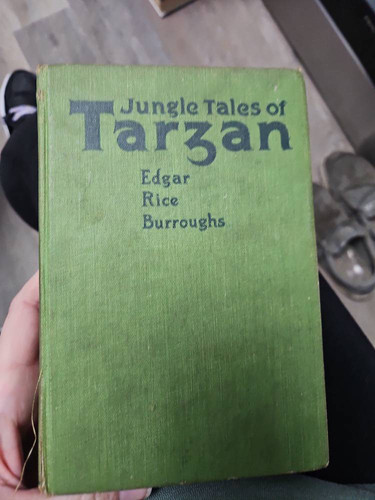 Jungle Tales of
Tarzan
Edgar
Rice
Burroughs